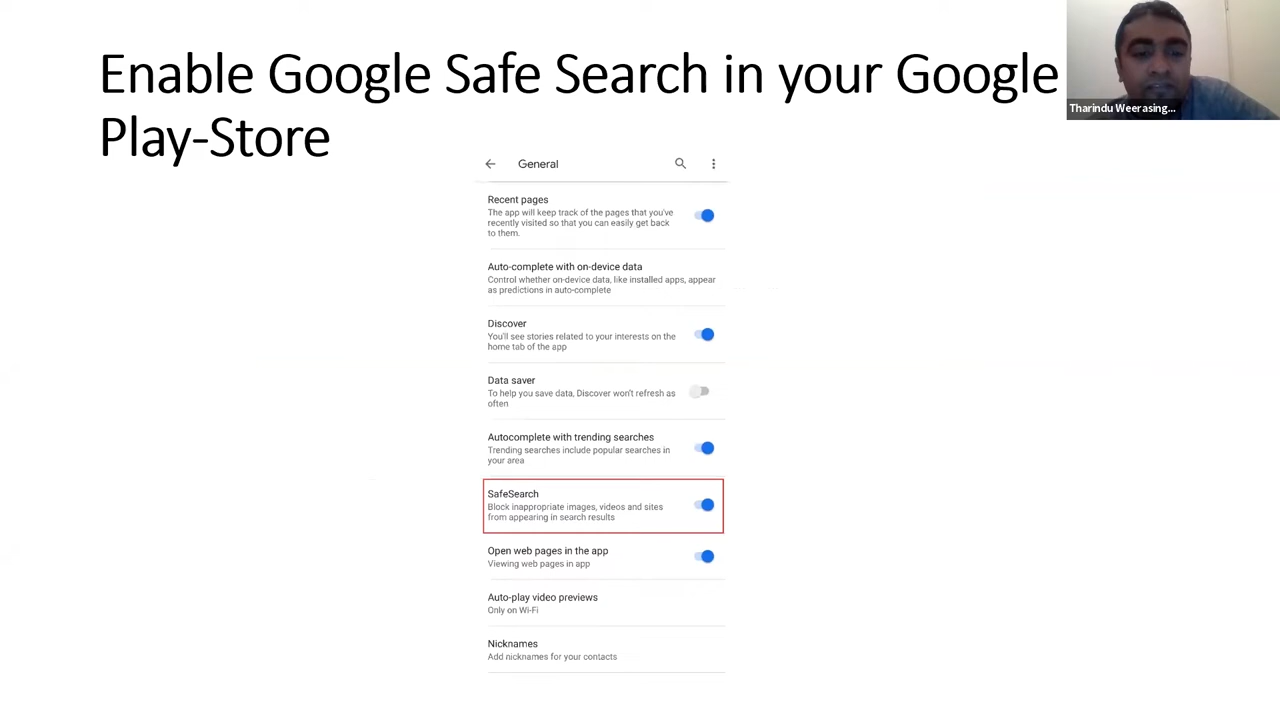 Enable Google Safe Search in your Google
Play-Store
Tharindu Weerasing...
General
Recent pages
The app will keep track of the pages that you've
recently visited so that you can easily get back
to them.
Auto-complete with on-device data
Control whether on-device data, like installed apps, appear
as predictions in auto-complete
Discover
You'll see stories related to your interests on the
home tab of the app
Data saver
To help you save data, Discover won't refresh as
often
Autocomplete with trending searches
Trending searches include popular searches in
your area
SafeSearch
Block inappropriate images, videos and sites
from appearing in search results
Open web pages in the app
Viewing web pages in app
Auto-play video previews
Only on Wi-Fi
Nicknames
Add nicknames for your contacts